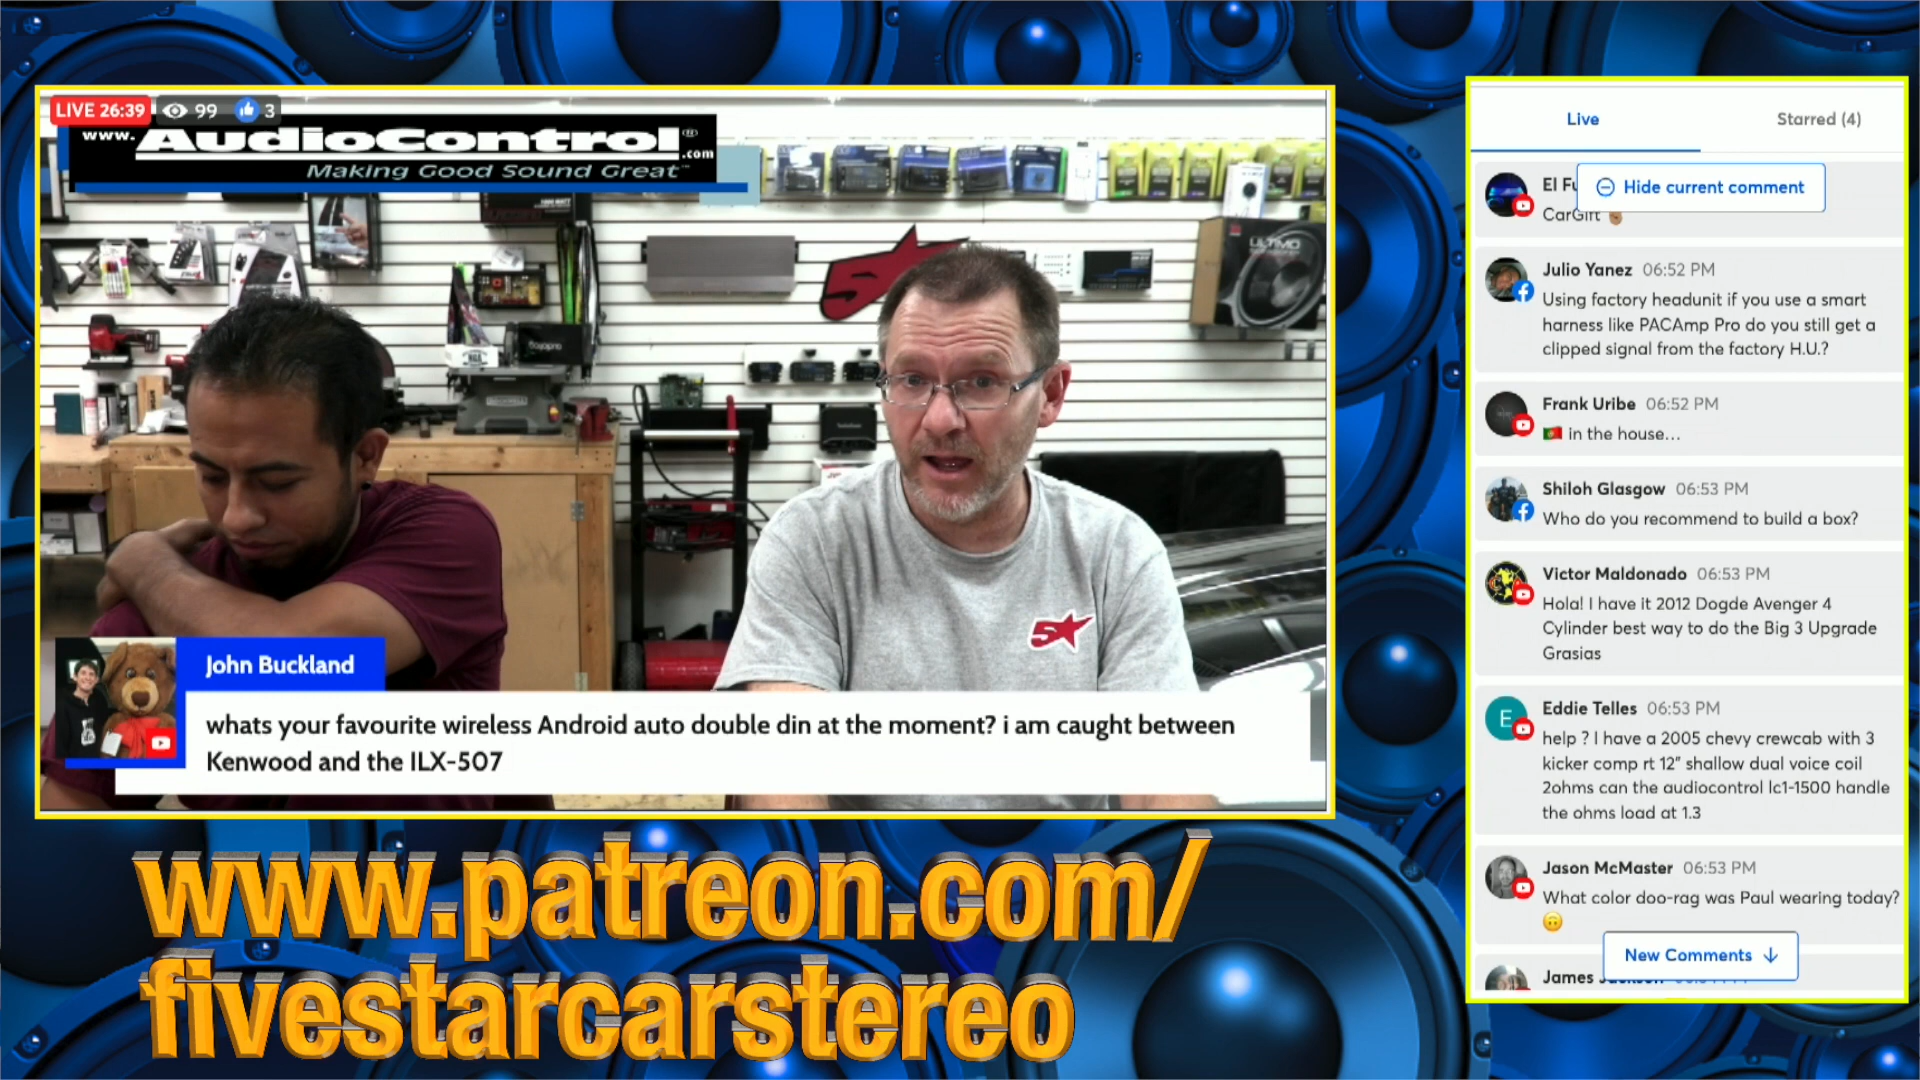 LIVE 26:39 99 3
www. AudioControl® .com
Making Good Sound Great™
ULTIMO
5
John Buckland
whats your favourite wireless Android auto double din at the moment? i am caught between
Kenwood and the ILX-507
www.patreon.com/
fivestarcarstereo
Live Starred (4)
Hide current comment
El Fu
CarGift
Julio Yanez 06:52 PM
Using factory headunit if you use a smart
harness like PACAmp Pro do you still get a
clipped signal from the factory H.U.?
Frank Uribe 06:52 PM
🇵🇹 in the house...
Shiloh Glasgow 06:53 PM
Who do you recommend to build a box?
Victor Maldonado 06:53 PM
Hola! I have it 2012 Dogde Avenger 4
Cylinder best way to do the Big 3 Upgrade
Grasias
E
Eddie Telles 06:53 PM
help ? I have a 2005 chevy crewcab with 3
kicker comp rt 12” shallow dual voice coil
2ohms can the audiocontrol lc1-1500 handle
the ohms load at 1.3
Jason McMaster 06:53 PM
What color doo-rag was Paul wearing today?
🙃
New Comments ↓
James